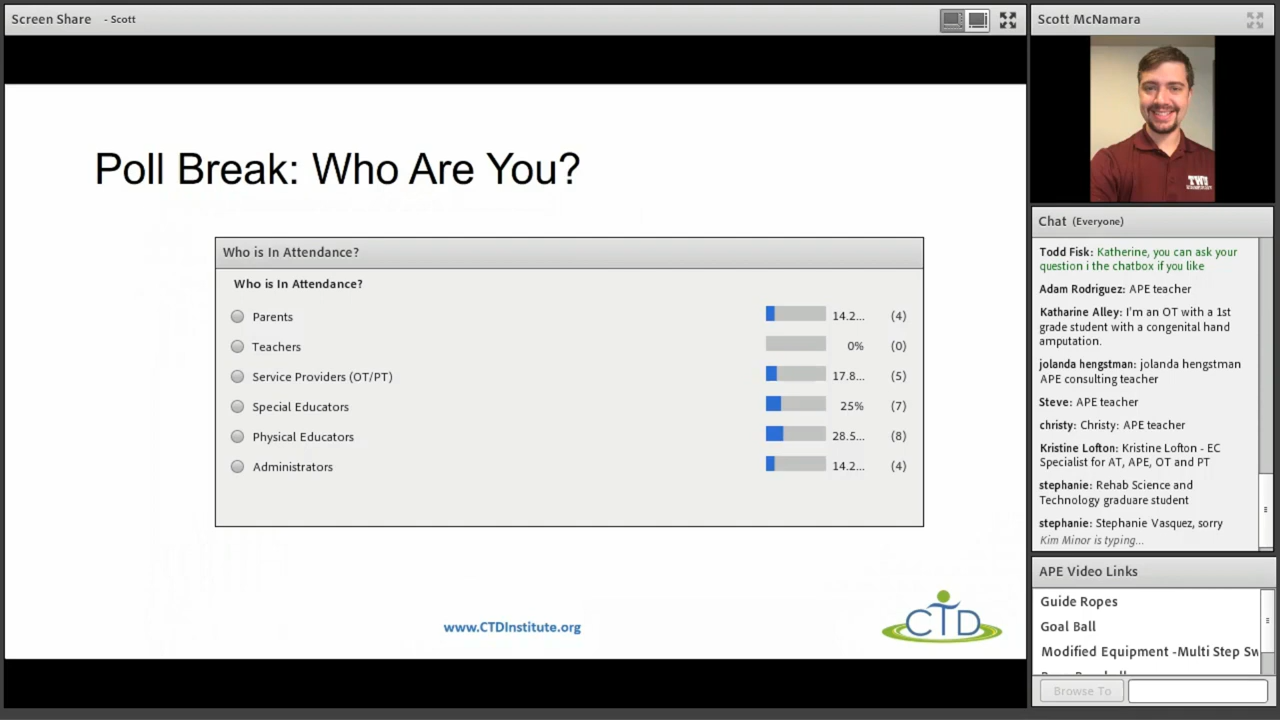 Screen Share - Scott
Poll Break: Who Are You?
Who is In Attendance?
Who is In Attendance?
Parents 14.2... (4)
Teachers 0% (0)
Service Providers (OT/PT) 17.8... (5)
Special Educators 25% (7)
Physical Educators 28.5... (8)
Administrators 14.2... (4)
www.CTDInstitute.org
CTD
Scott McNamara
TWU
Chat (Everyone)
Todd Fisk: Katherine, you can ask your
question i the chatbox if you like
Adam Rodriguez: APE teacher
Katharine Alley: I'm an OT with a 1st
grade student with a congenital hand
amputation.
jolanda hengstman: jolanda hengstman
APE consulting teacher
Steve: APE teacher
christy: Christy: APE teacher
Kristine Lofton: Kristine Lofton - EC
Specialist for AT, APE, OT and PT
stephanie: Rehab Science and
Technology graduare student
stephanie: Stephanie Vasquez, sorry
Kim Minor is typing...
APE Video Links
Guide Ropes
Goal Ball
Modified Equipment -Multi Step Sw
Browse To